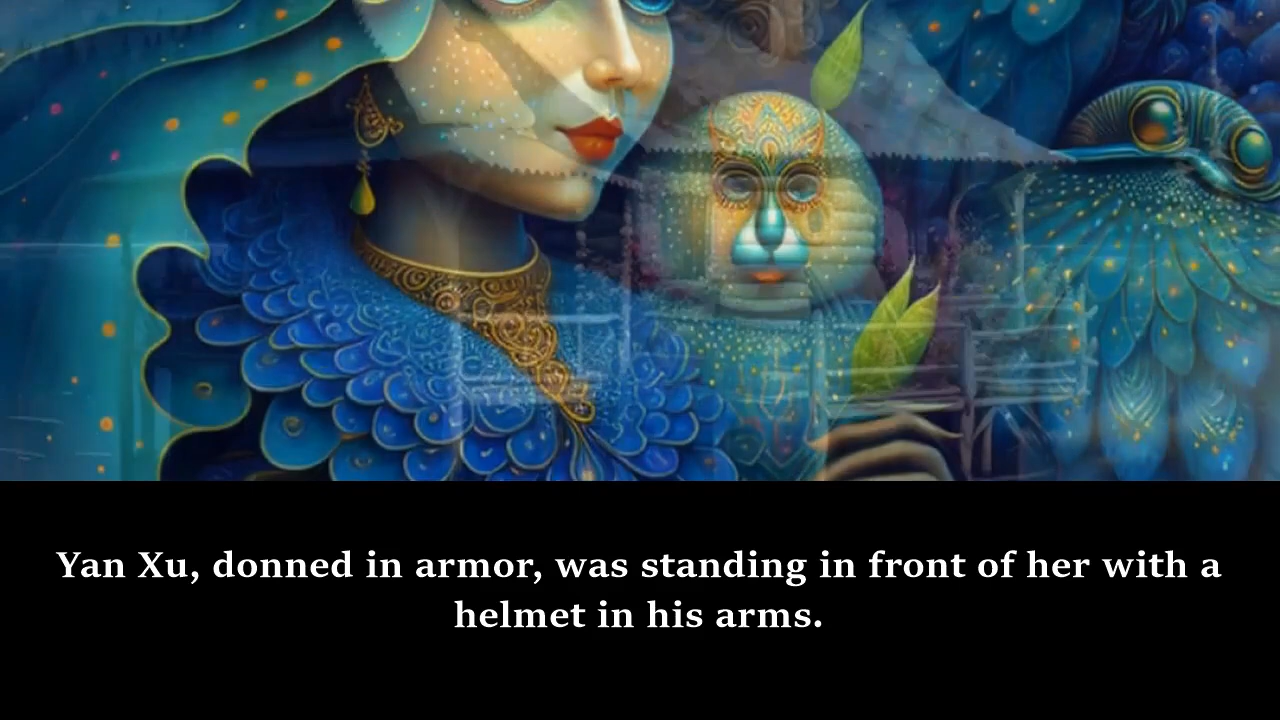 Yan Xu, donned in armor, was standing in front of her with a
helmet in his arms.